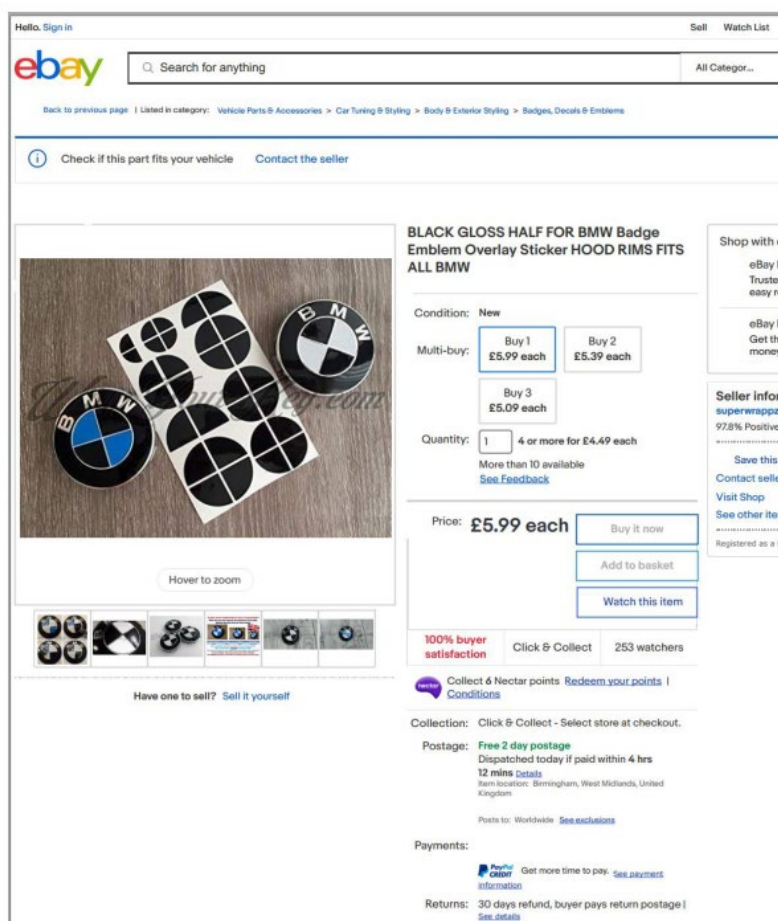 Hello. Sign in
Sell Watch List
ebay
Search for anything
All Categor...
Back to previous page | Listed in category: Vehicle Parts & Accessories > Car Tuning & Styling > Body & Exterior Styling > Badges, Decals & Emblems
Check if this part fits your vehicle Contact the seller
BLACK GLOSS HALF FOR BMW Badge
Emblem Overlay Sticker HOOD RIMS FITS
ALL BMW
Condition: New
Multi-buy:
Buy 1
£5.99 each
Buy 2
£5.39 each
Buy 3
£5.09 each
Quantity: 1 4 or more for £4.49 each
More than 10 available
See Feedback
Price: £5.99 each
Buy it now
Add to basket
Watch this item
100% buyer
satisfaction
Click & Collect
253 watchers
nectar
Collect 6 Nectar points Redeem your points |
Conditions
Collection: Click & Collect - Select store at checkout.
Postage: Free 2 day postage
Dispatched today if paid within 4 hrs
12 mins Details
Item location: Birmingham, West Midlands, United
Kingdom
Posts to: Worldwide See exclusions
Payments:
PayPal
CREDIT
Get more time to pay. See payment
information
Returns: 30 days refund, buyer pays return postage |
See details
BMW
BMW
Hover to zoom
Have one to sell? Sell it yourself
Shop with
eBay
Truste
easy r
eBay
Get th
money
Seller infor
superwrappz
97.8% Positive
Save this
Contact selle
Visit Shop
See other ite
Registered as a